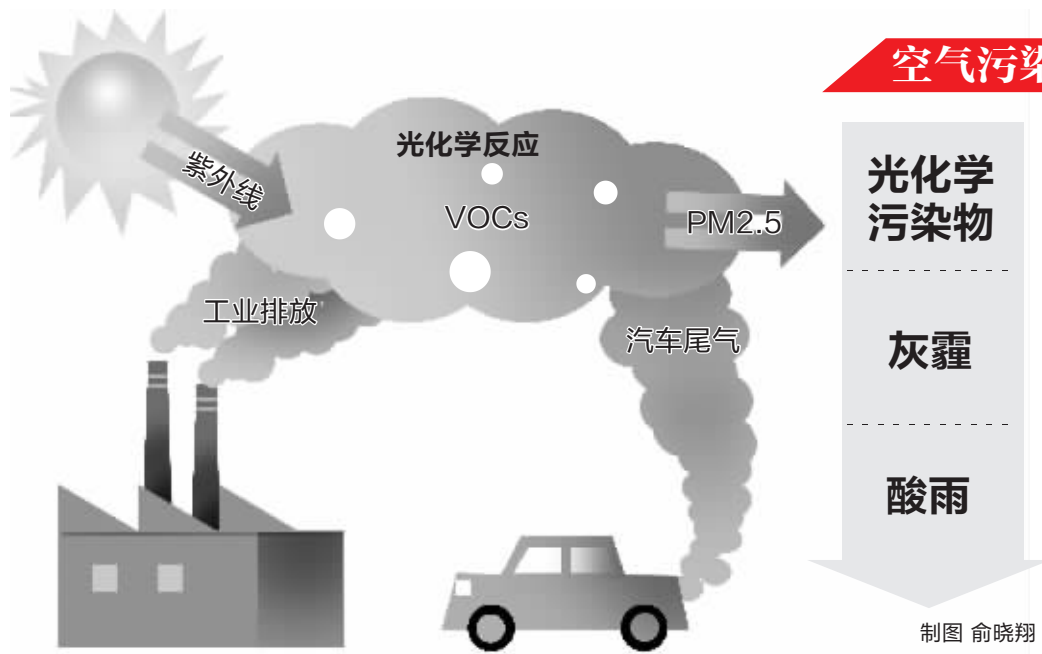 空气污染
光化学反应
紫外线
VOCs
PM2.5
工业排放
汽车尾气
光化学
污染物
灰霾
酸雨
制图 俞晓翔